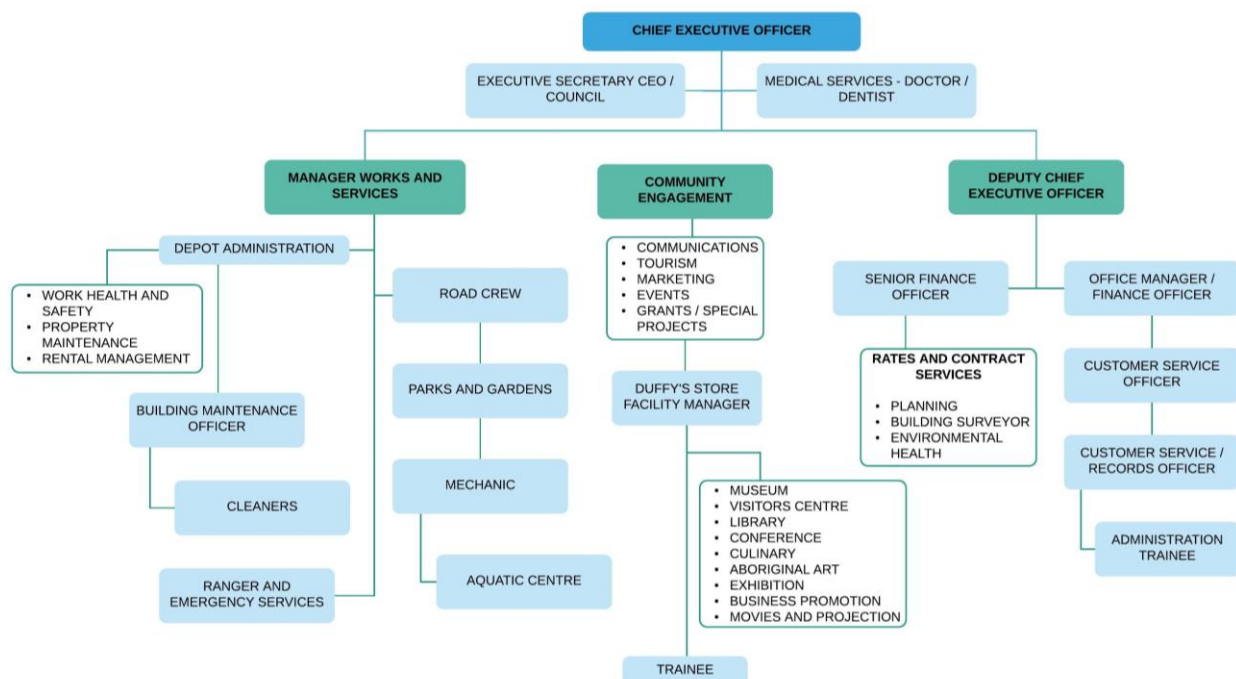 CHIEF EXECUTIVE OFFICER
EXECUTIVE SECRETARY CEO /
COUNCIL
MEDICAL SERVICES - DOCTOR /
DENTIST
MANAGER WORKS AND
SERVICES
COMMUNITY
ENGAGEMENT
DEPUTY CHIEF
EXECUTIVE OFFICER
DEPOT ADMINISTRATION
• WORK HEALTH AND
SAFETY
• PROPERTY
MAINTENANCE
• RENTAL MANAGEMENT
BUILDING MAINTENANCE
OFFICER
CLEANERS
RANGER AND
EMERGENCY SERVICES
ROAD CREW
PARKS AND GARDENS
MECHANIC
AQUATIC CENTRE
• COMMUNICATIONS
• TOURISM
• MARKETING
• EVENTS
• GRANTS / SPECIAL
PROJECTS
DUFFY'S STORE
FACILITY MANAGER
• MUSEUM
• VISITORS CENTRE
• LIBRARY
• CONFERENCE
• CULINARY
• ABORIGINAL ART
• EXHIBITION
• BUSINESS PROMOTION
• MOVIES AND PROJECTION
TRAINEE
SENIOR FINANCE
OFFICER
RATES AND CONTRACT
SERVICES
• PLANNING
• BUILDING SURVEYOR
• ENVIRONMENTAL
HEALTH
OFFICE MANAGER /
FINANCE OFFICER
CUSTOMER SERVICE
OFFICER
CUSTOMER SERVICE /
RECORDS OFFICER
ADMINISTRATION
TRAINEE